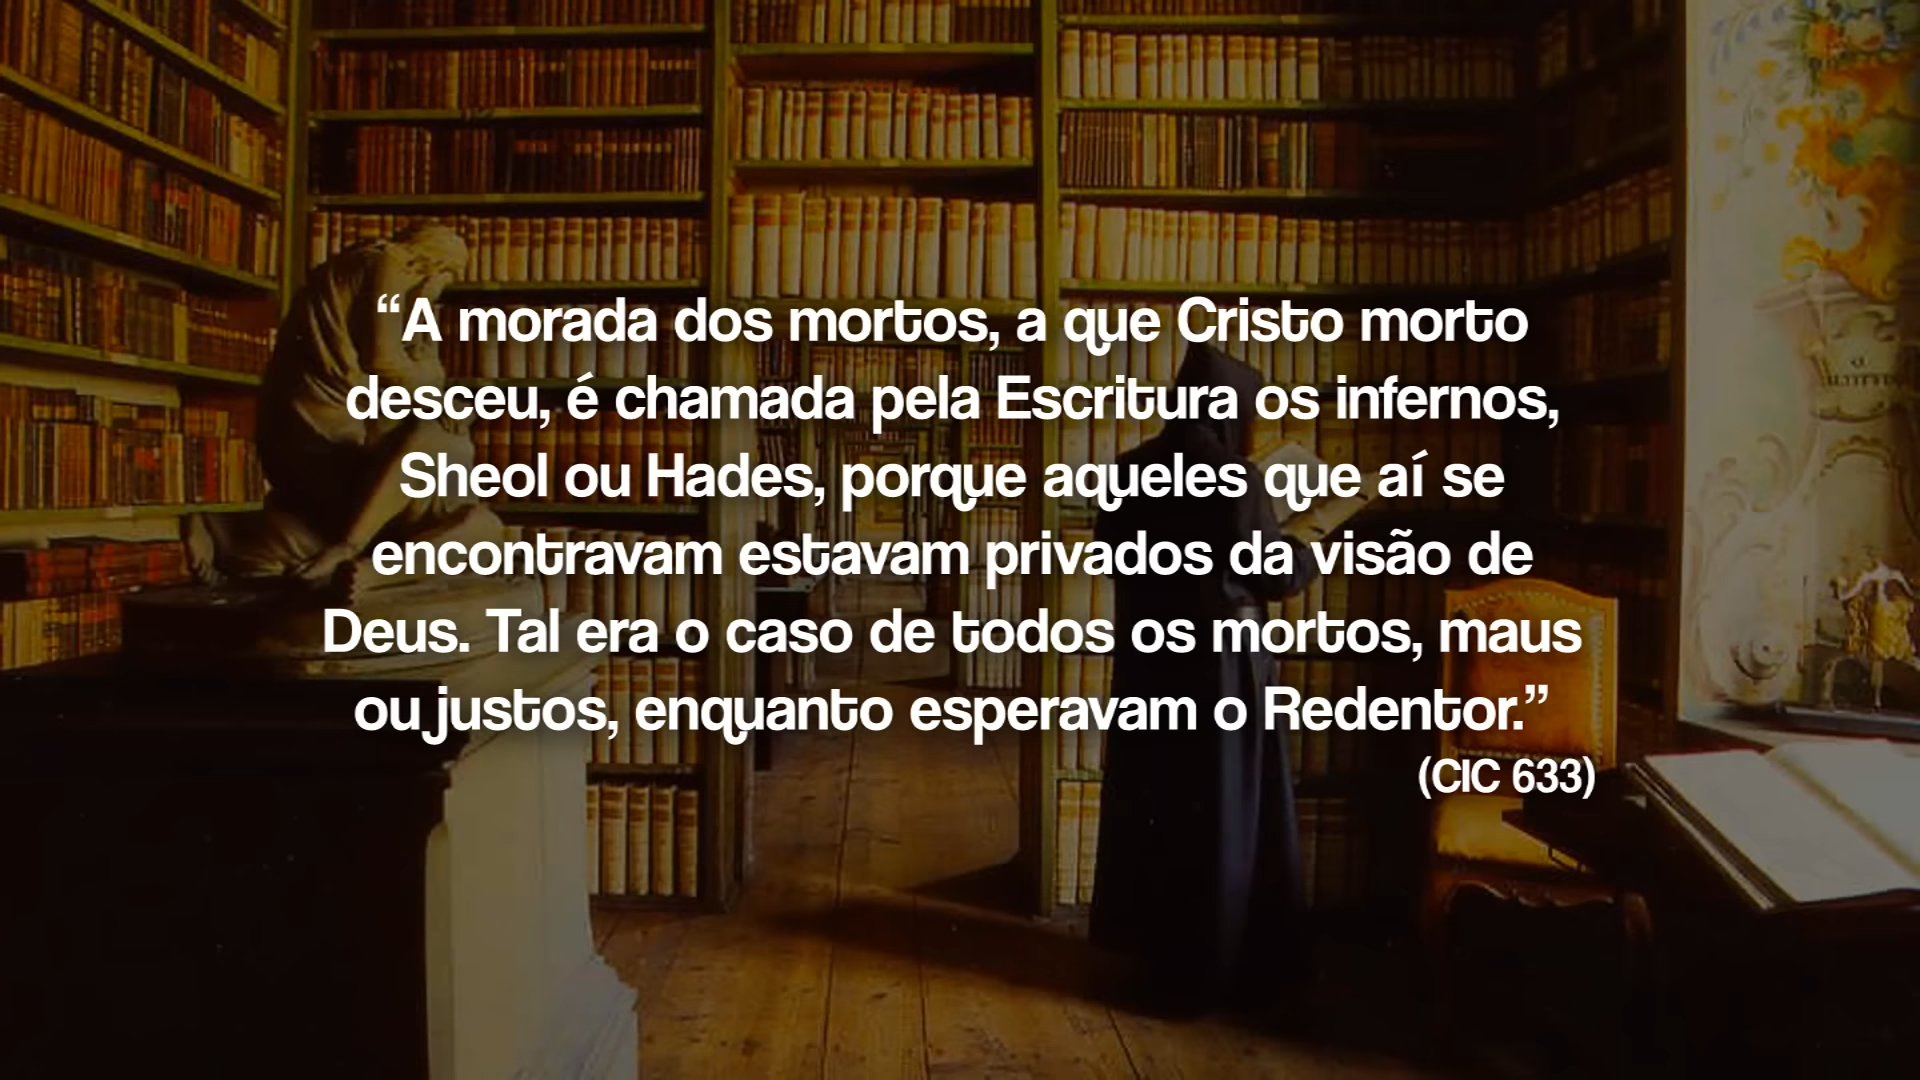 “A morada dos mortos, a que Cristo morto
desceu, é chamada pela Escritura os infernos,
Sheol ou Hades, porque aqueles que aí se
encontravam estavam privados da visão de
Deus. Tal era o caso de todos os mortos, maus
ou justos, enquanto esperavam o Redentor.”
(CIC 633)